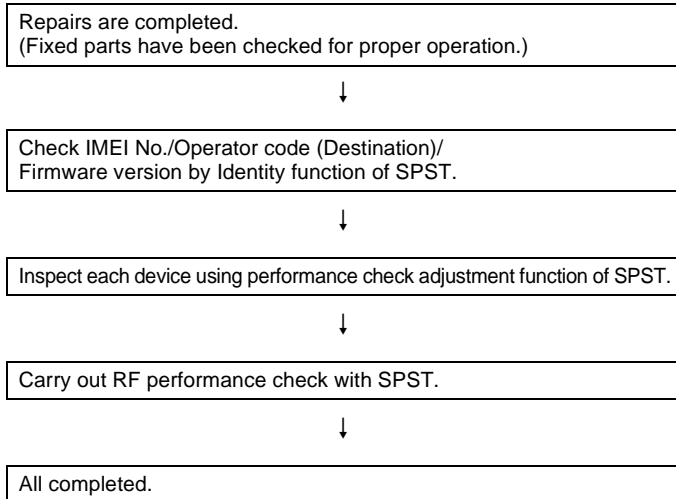 Repairs are completed.
(Fixed parts have been checked for proper operation.)
↓
Check IMEI No./Operator code (Destination)/
Firmware version by Identity function of SPST.
↓
Inspect each device using performance check adjustment function of SPST.
↓
Carry out RF performance check with SPST.
↓
All completed.